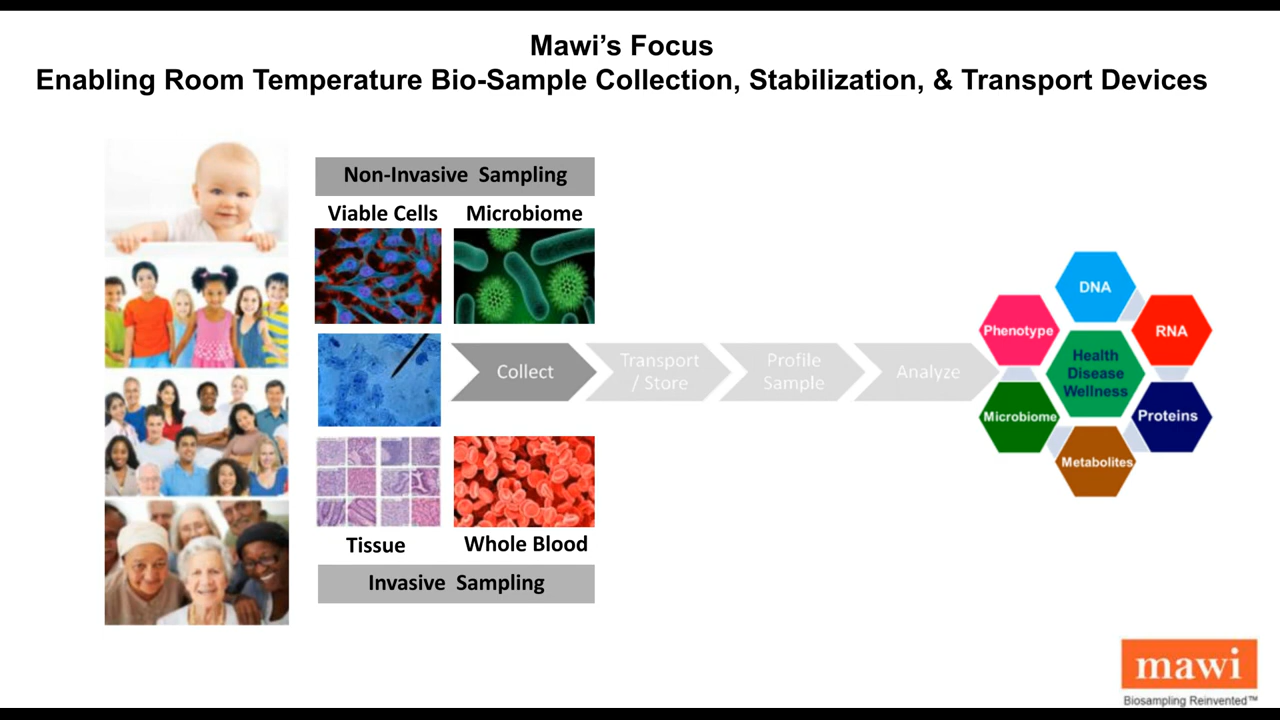 Mawi’s Focus
Enabling Room Temperature Bio-Sample Collection, Stabilization, & Transport Devices
Non-Invasive Sampling
Viable Cells
Microbiome
Collect
Transport
/ Store
Profile
Sample
Analyze
Tissue
Whole Blood
Invasive Sampling
DNA
Phenotype
RNA
Health
Disease
Wellness
Microbiome
Proteins
Metabolites
mawi
Biosampling Reinvented™